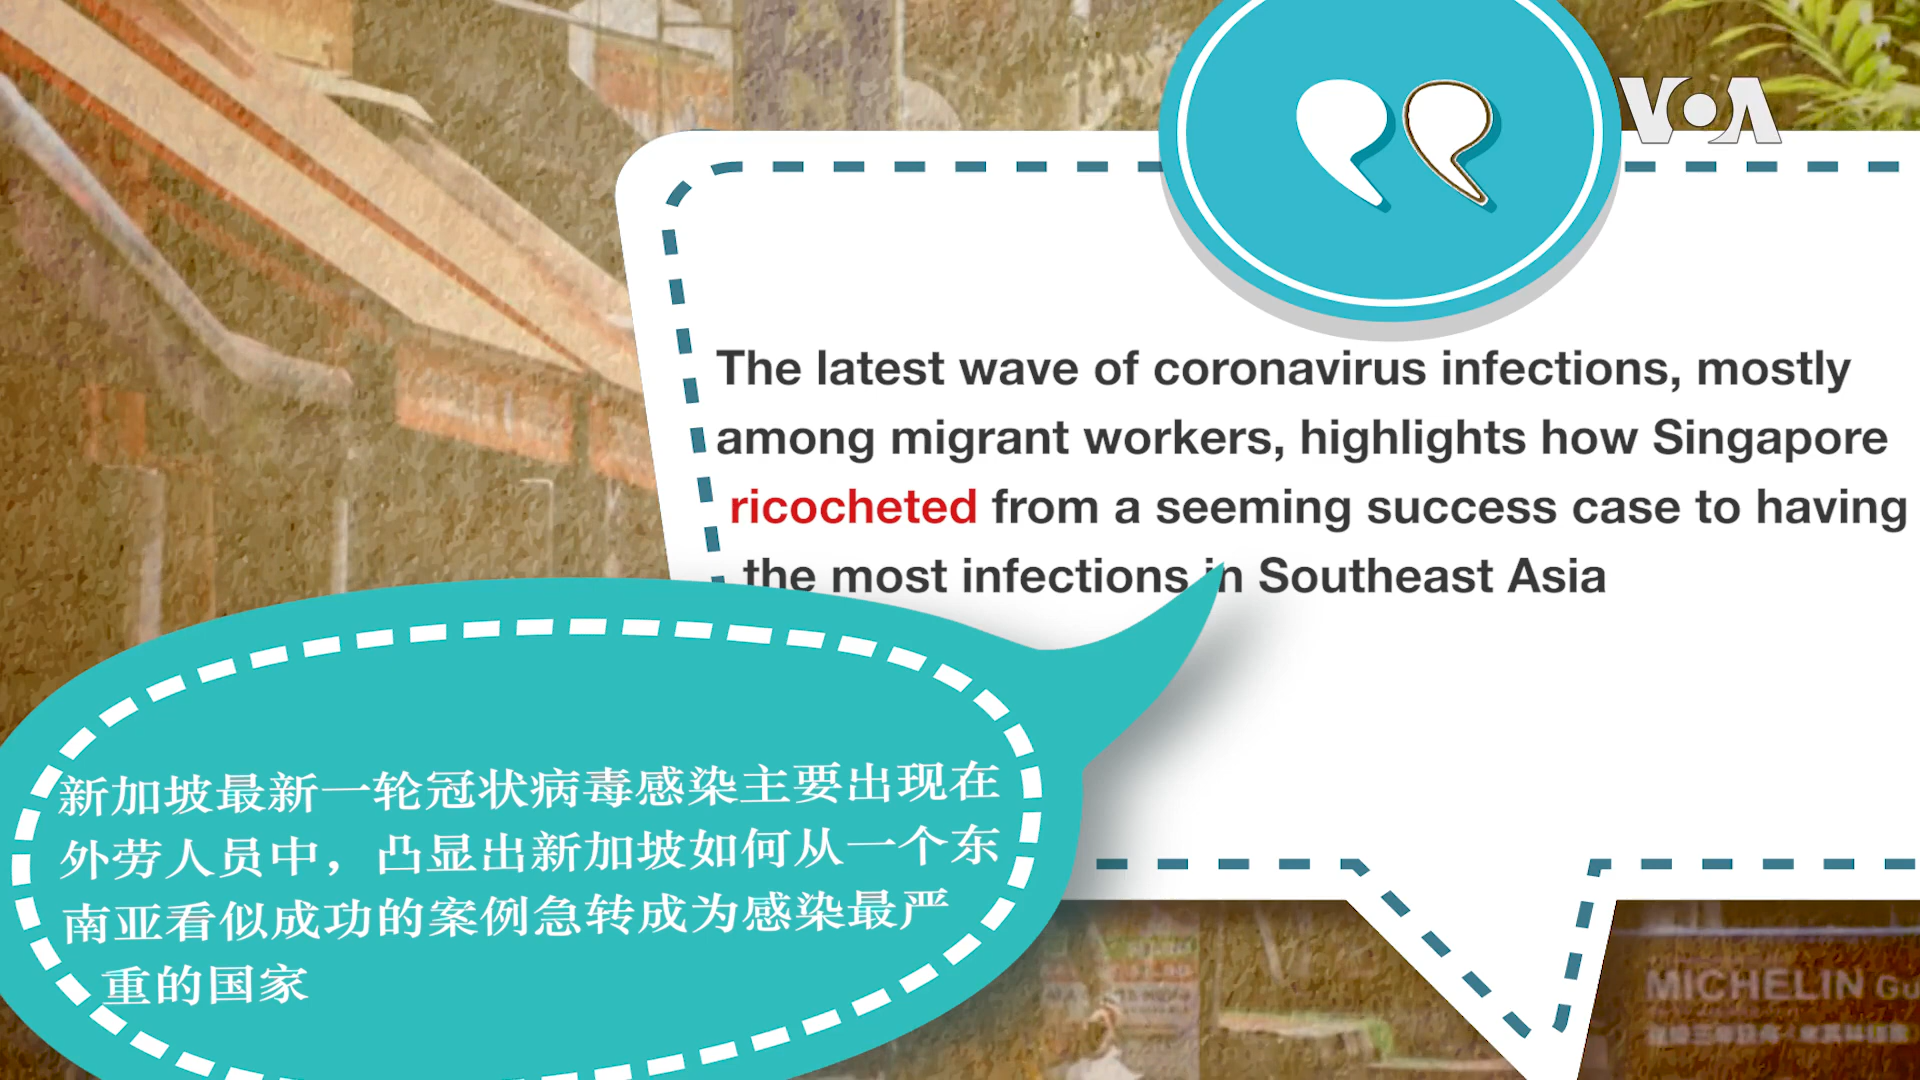 VOA
The latest wave of coronavirus infections, mostly
among migrant workers, highlights how Singapore
ricocheted from a seeming success case to having
the most infections in Southeast Asia
新加坡最新一轮冠状病毒感染主要出现在
外劳人员中，凸显出新加坡如何从一个东
南亚看似成功的案例急转成为感染最严
重的国家
MICHELIN Gu